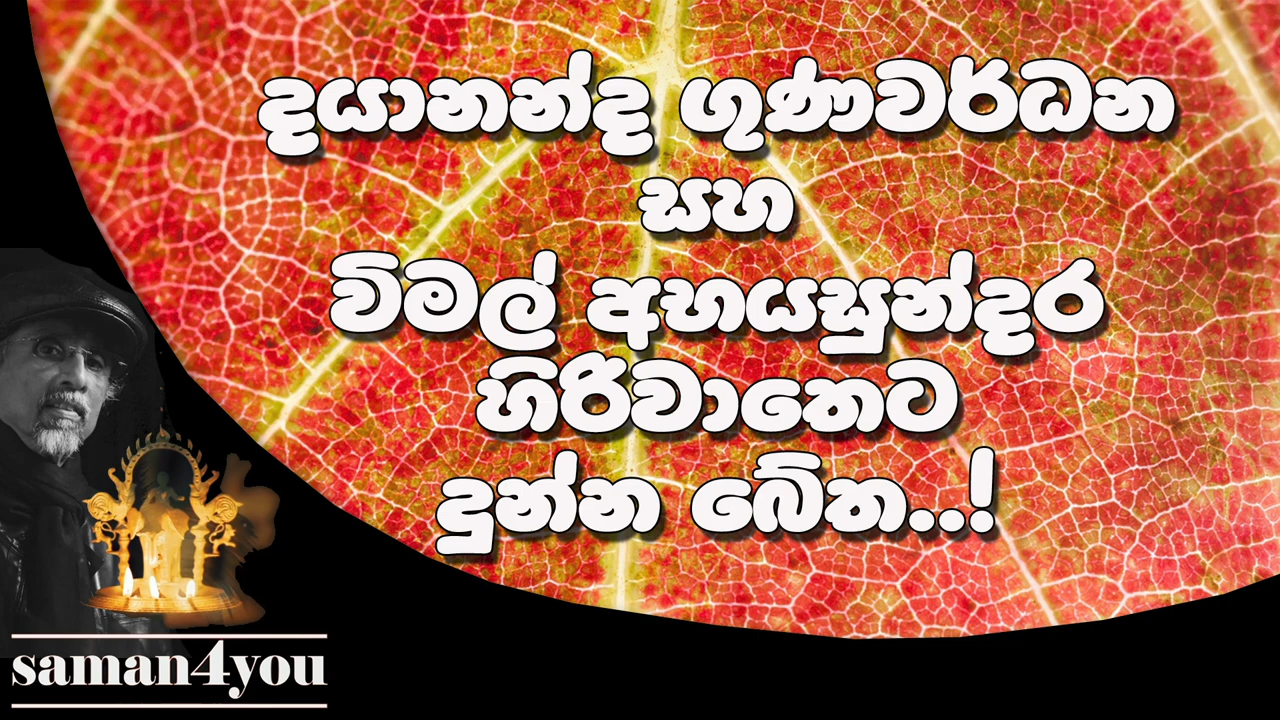 දයානන්ද ගුණවර්ධන
සහ
විමල් අභයසුන්දර
හිරිවාතෙට
දුන්න බේත...!
saman4you